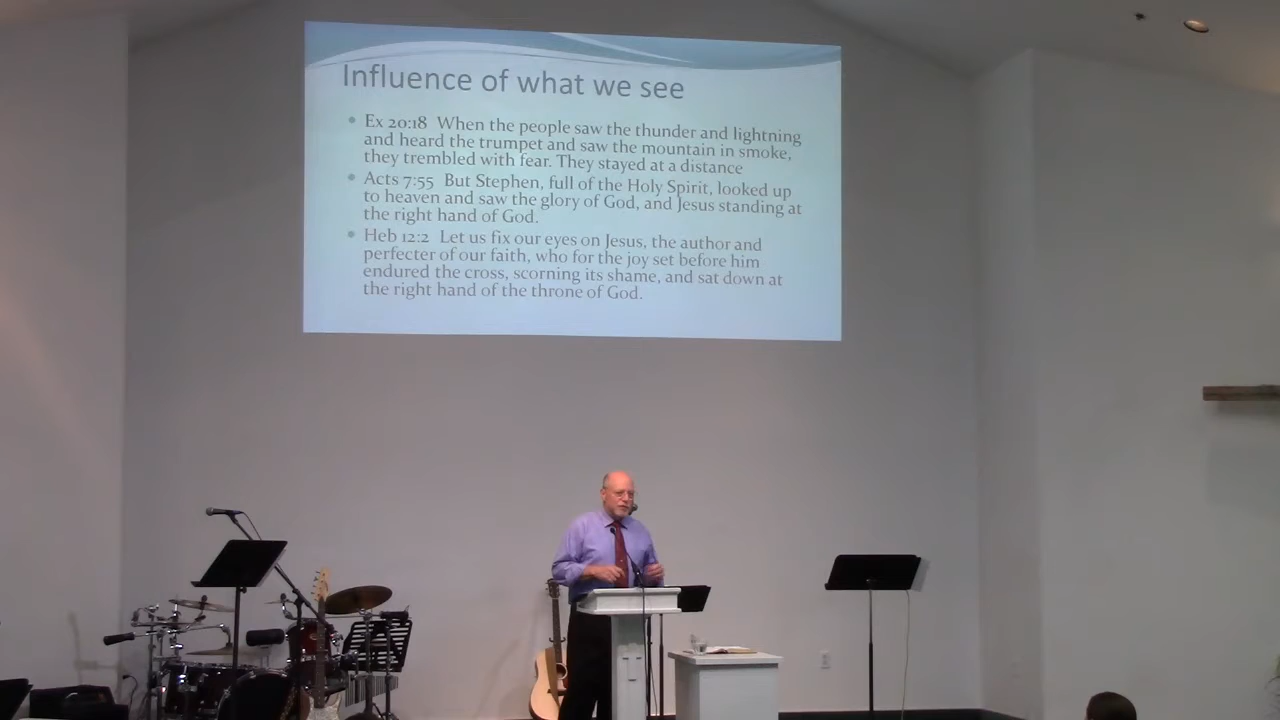 Influence of what we see
• Ex 20:18 When the people saw the thunder and lightning
and heard the trumpet and saw the mountain in smoke,
they trembled with fear. They stayed at a distance
• Acts 7:55 But Stephen, full of the Holy Spirit, looked up
to heaven and saw the glory of God, and Jesus standing at
the right hand of God.
• Heb 12:2 Let us fix our eyes on Jesus, the author and
perfecter of our faith, who for the joy set before him
endured the cross, scorning its shame, and sat down at
the right hand of the throne of God.